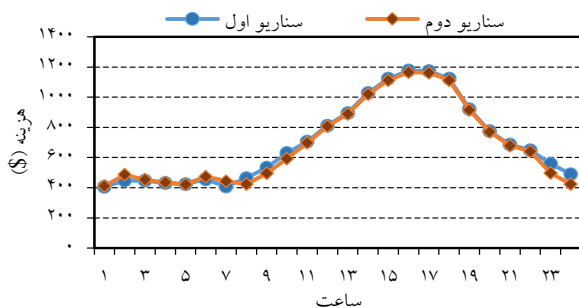 سناریو اول سناریو دوم
۱۴۰۰
۱۲۰۰
۱۰۰۰
۸۰۰
۶۰۰
۴۰۰
۲۰۰
۰
هزینه ($)
۱ ۳ ۵ ۷ ۹ ۱۱ ۱۳ ۱۵ ۱۷ ۱۹ ۲۱ ۲۳
ساعت